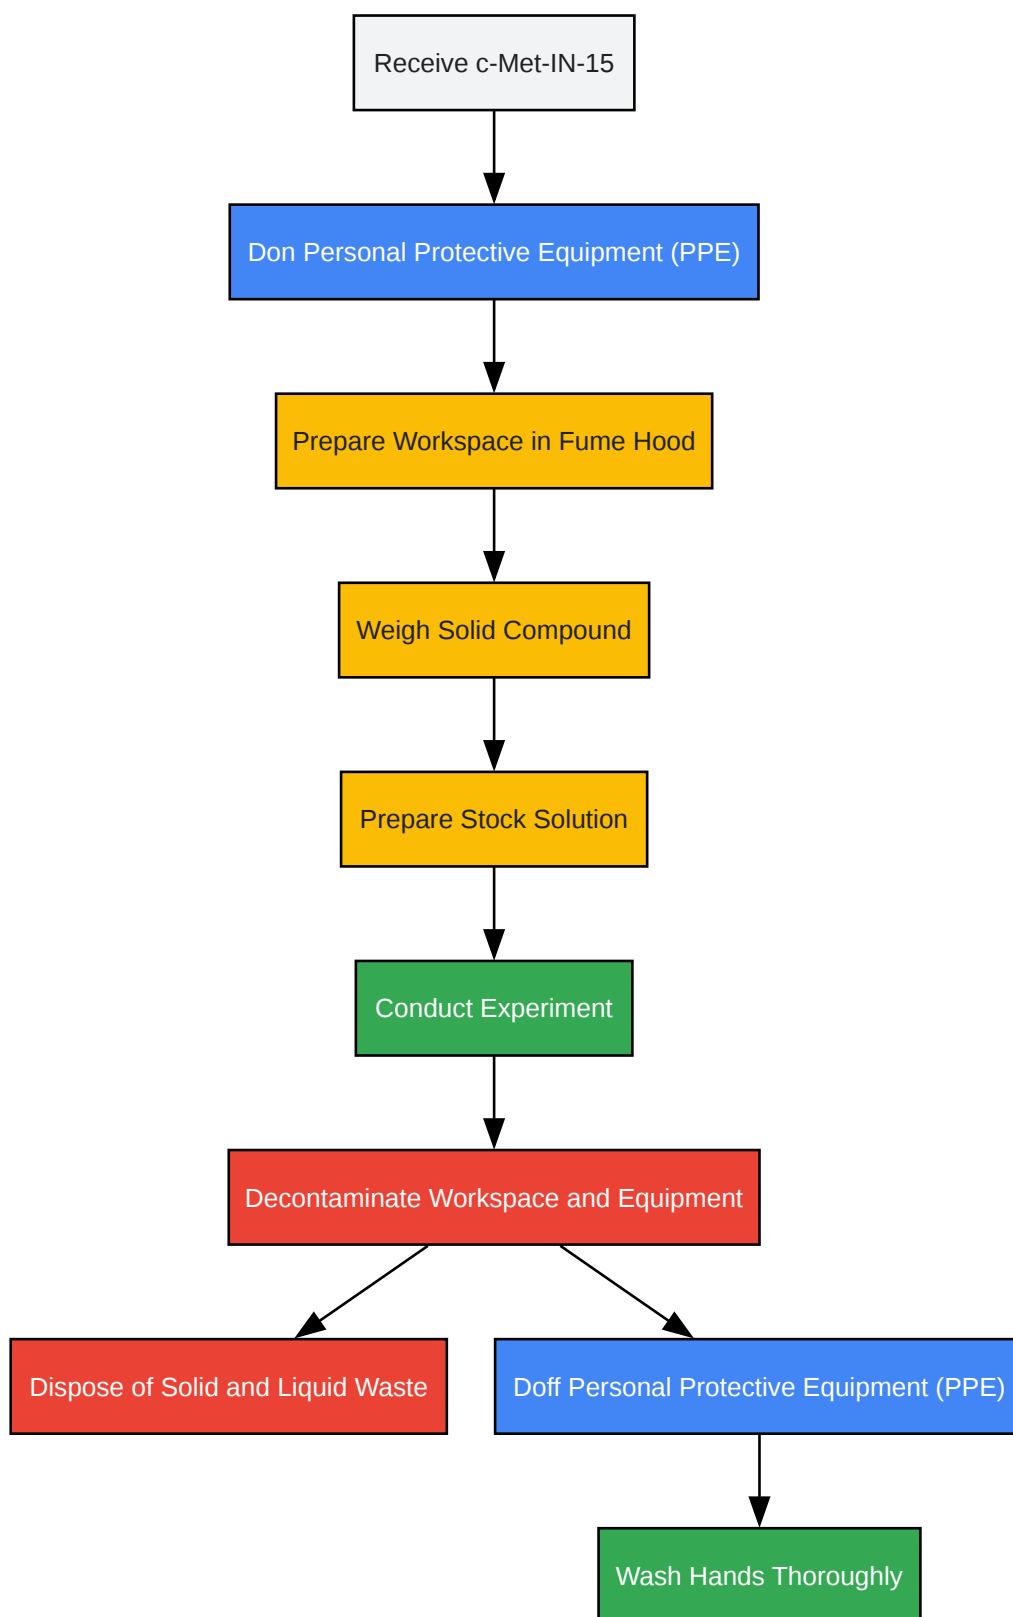 Receive c-Met-IN-15
Don Personal Protective Equipment (PPE)
Prepare Workspace in Fume Hood
Weigh Solid Compound
Prepare Stock Solution
Conduct Experiment
Decontaminate Workspace and Equipment
Dispose of Solid and Liquid Waste
Doff Personal Protective Equipment (PPE)
Wash Hands Thoroughly